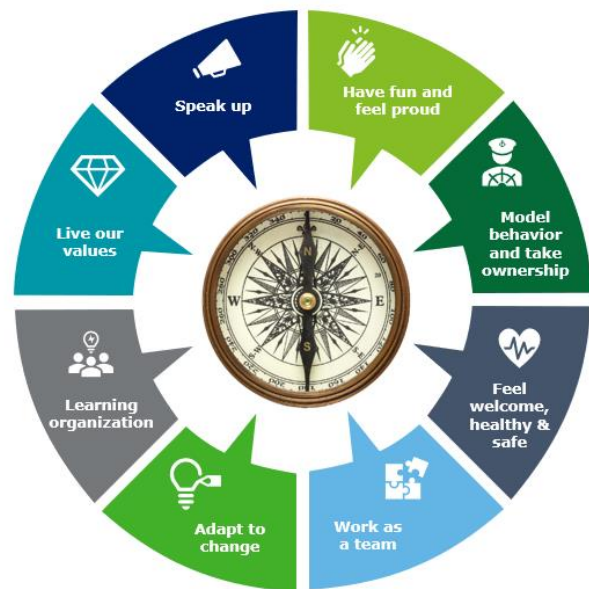 Speak up
Have fun and
feel proud
Model
behavior
and take
ownership
Feel
welcome,
healthy &
safe
Work as
a team
Adapt to
change
Learning
organization
Live our
values
N
E
S
W